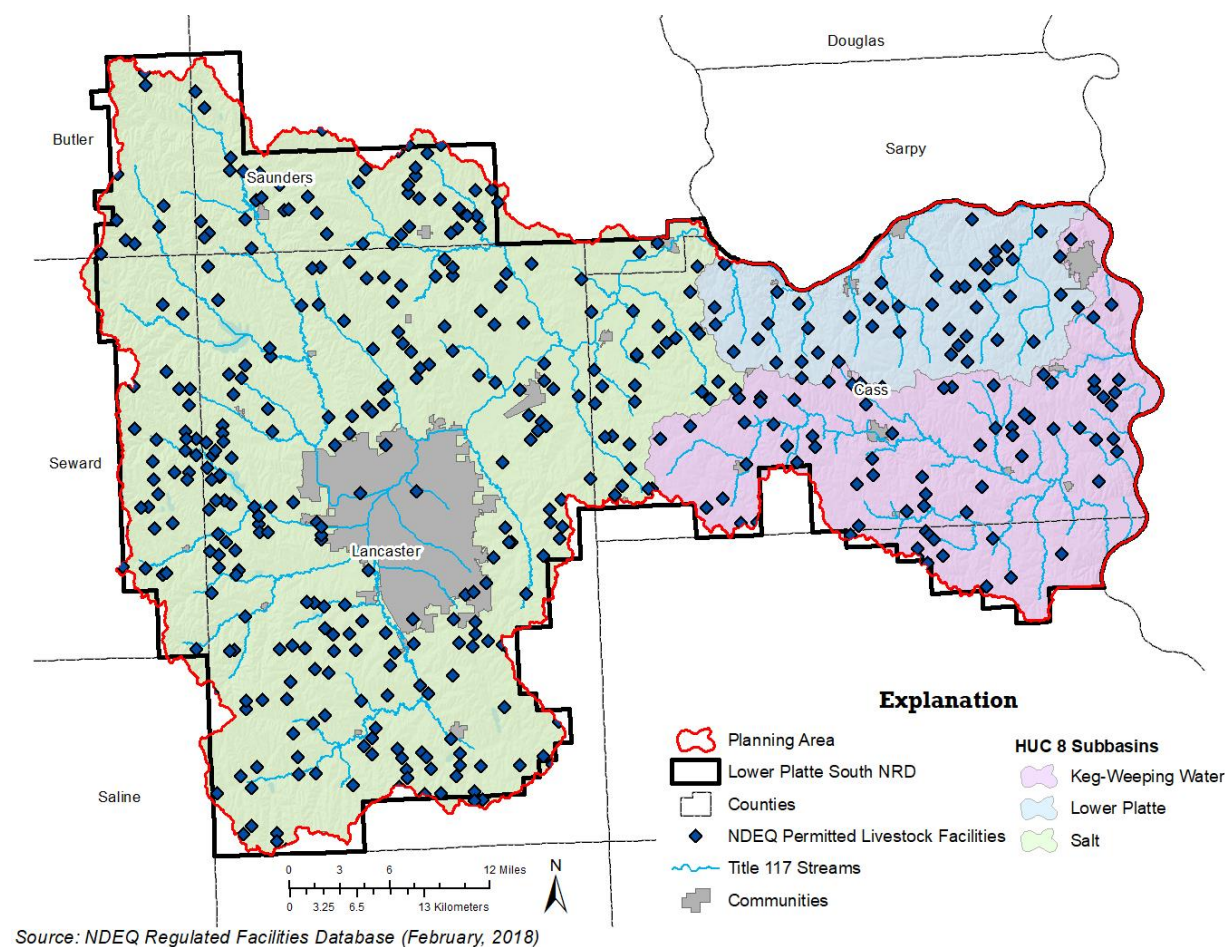 Douglas
Sarpy
Butler
Saunders
Cass
Seward
Lancaster
Saline
Explanation
Planning Area
Lower Platte South NRD
Counties
NDEQ Permitted Livestock Facilities
Title 117 Streams
Communities
HUC 8 Subbasins
Keg-Weeping Water
Lower Platte
Salt
0 3 6 12 Miles
0 3.25 6.5 13 Kilometers
N
Source: NDEQ Regulated Facilities Database (February, 2018)